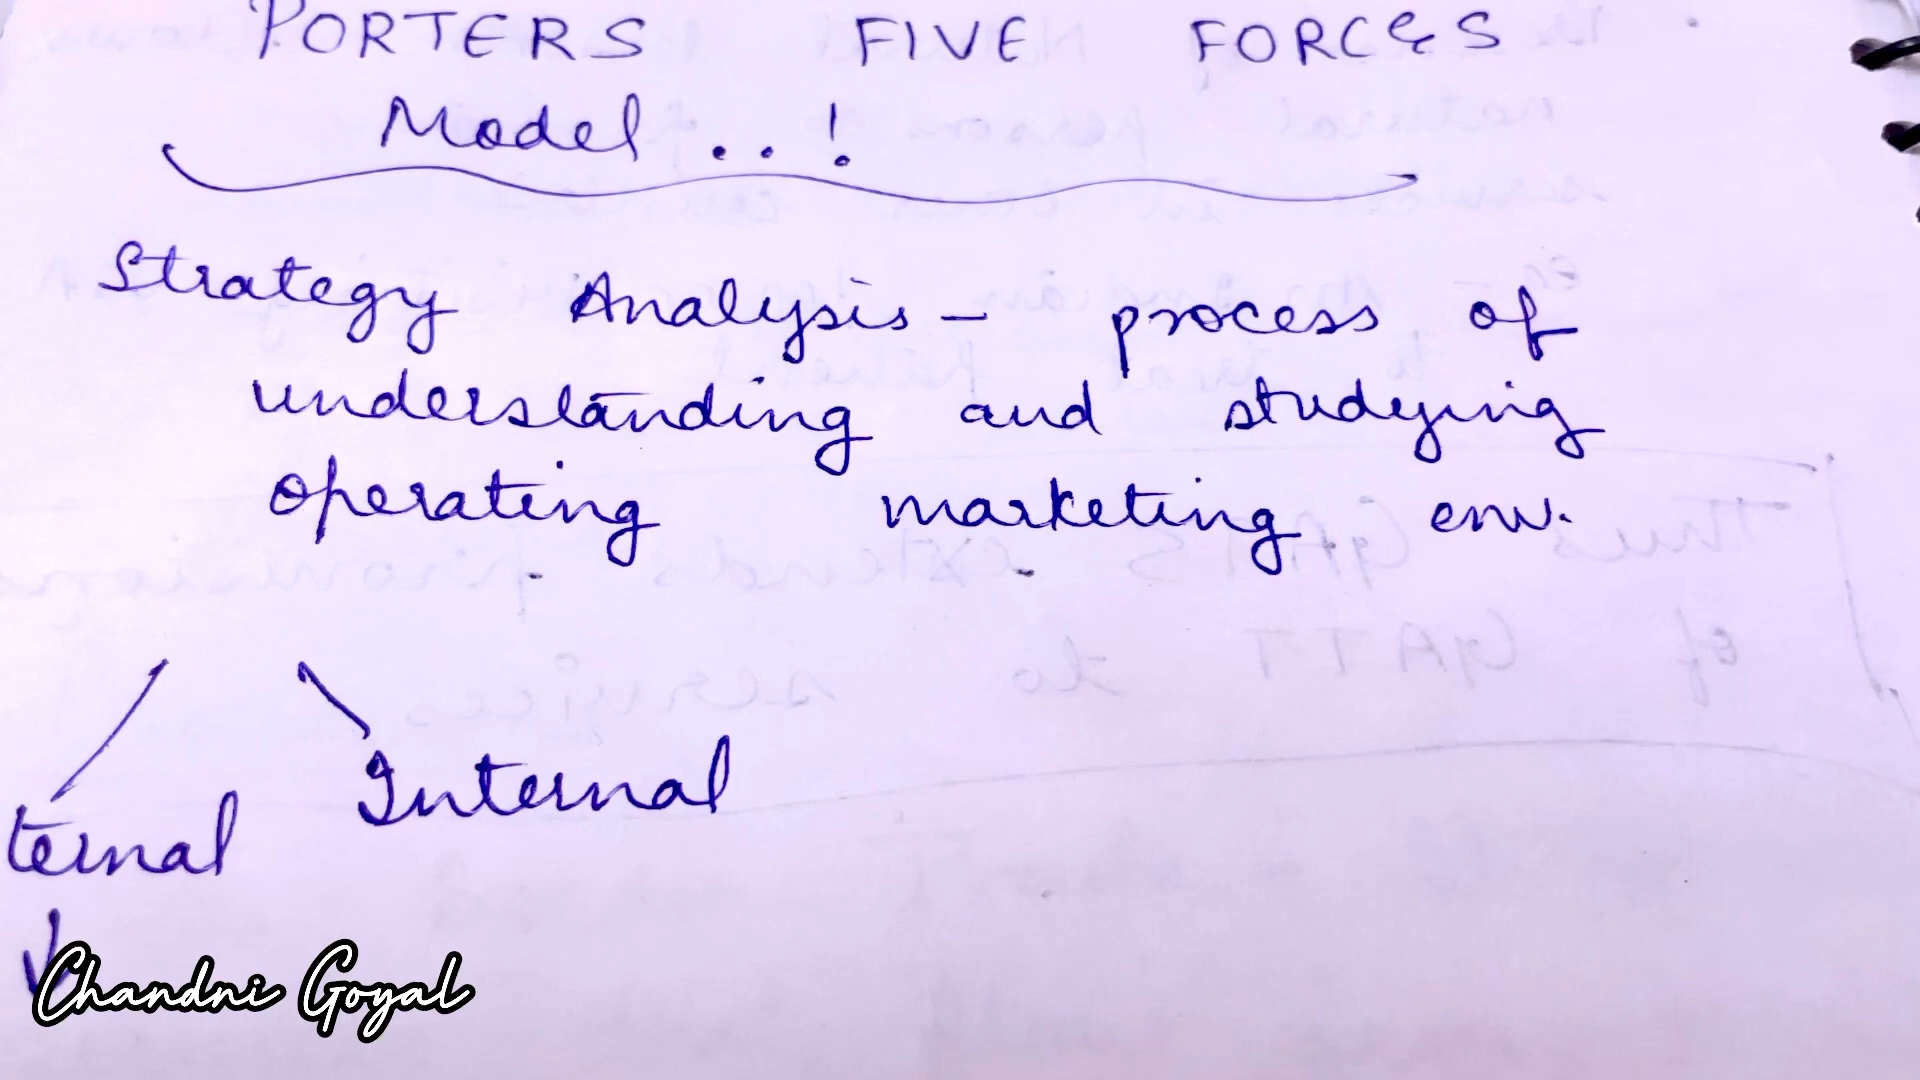 PORTERS FIVE FORCES
Model ..!
Strategy Analysis - process of
understanding and studying
operating marketing env.
Internal
ternal
Chandni Goyal